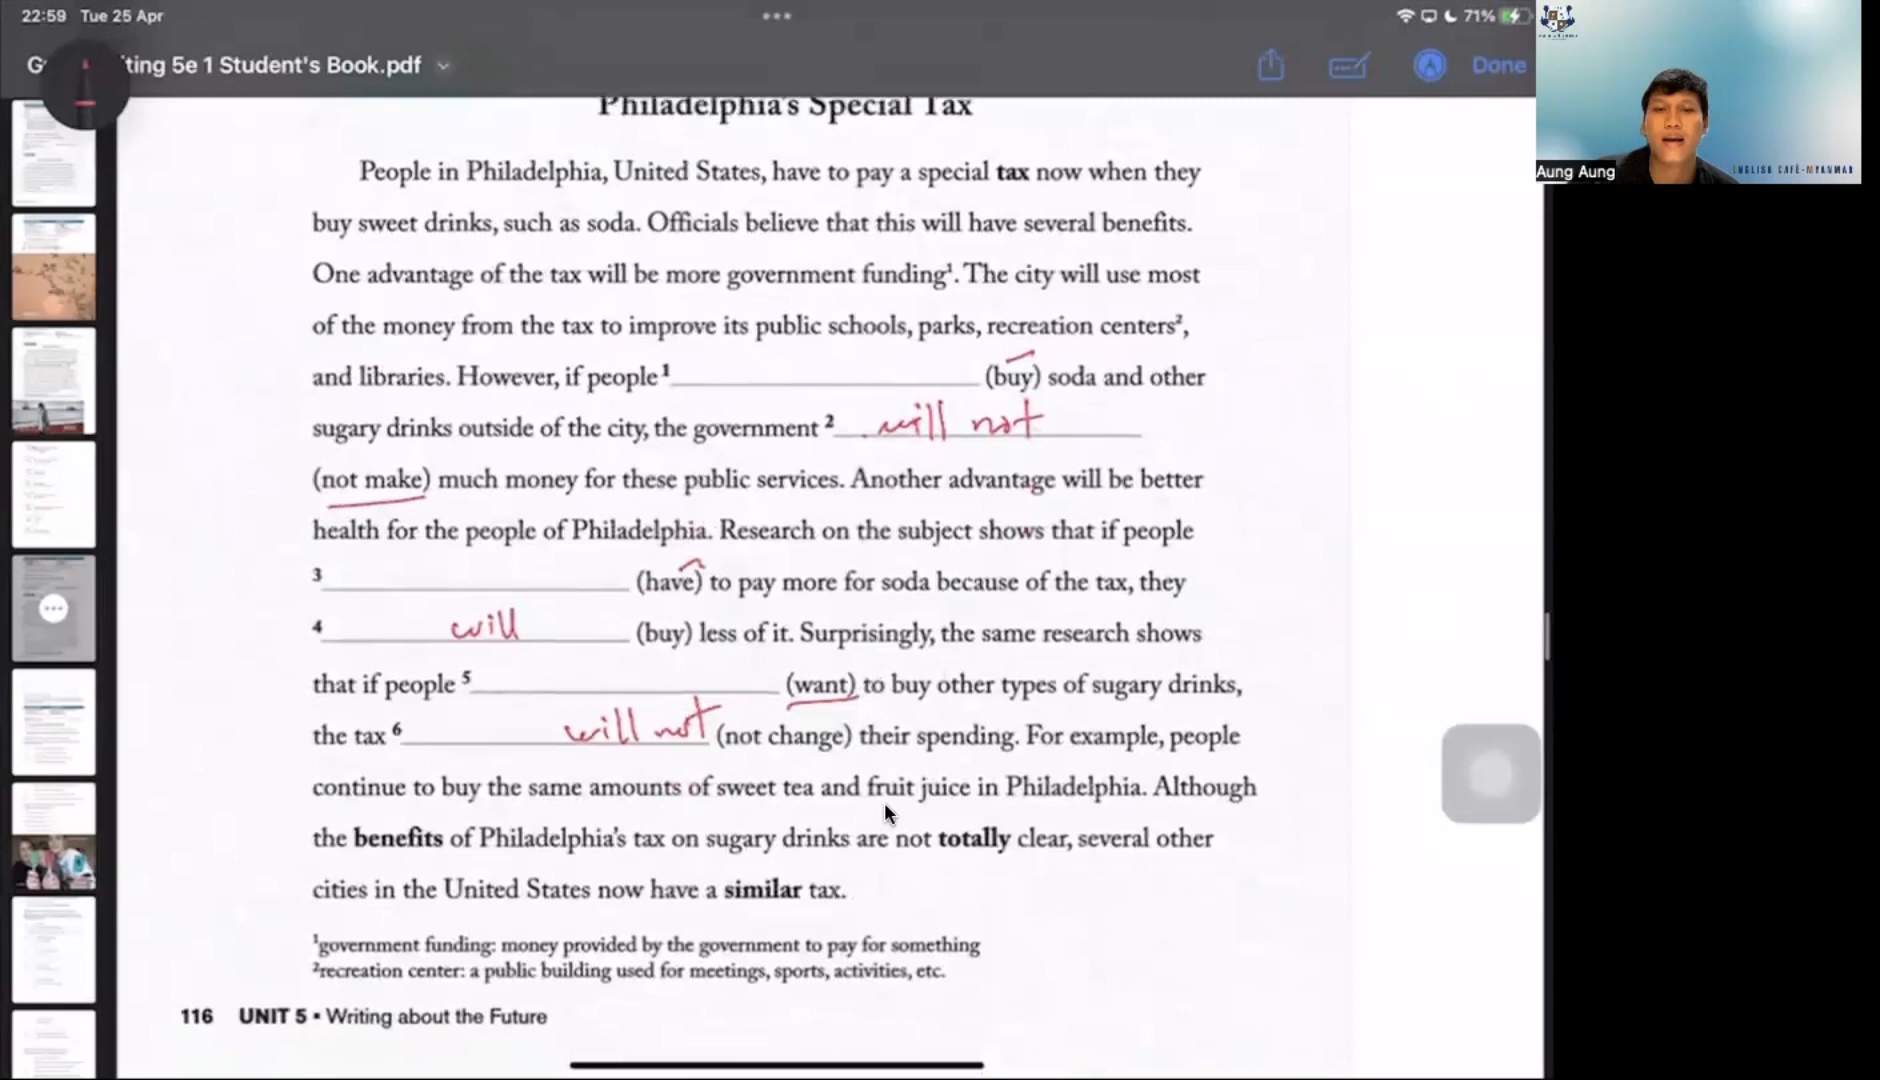 22:59 Tue 25 Apr
71%
ting 5e 1 Student's Book.pdf
Done
Aung Aung
ENGLISH CAFÉ-MYANMAR
Philadelphia's Special Tax
People in Philadelphia, United States, have to pay a special tax now when they
buy sweet drinks, such as soda. Officials believe that this will have several benefits.
One advantage of the tax will be more government funding¹. The city will use most
of the money from the tax to improve its public schools, parks, recreation centers²,
and libraries. However, if people ¹ (buy) soda and other
sugary drinks outside of the city, the government ² will not
(not make) much money for these public services. Another advantage will be better
health for the people of Philadelphia. Research on the subject shows that if people
³ (have) to pay more for soda because of the tax, they
⁴ will (buy) less of it. Surprisingly, the same research shows
that if people ⁵ (want) to buy other types of sugary drinks,
the tax ⁶ will not (not change) their spending. For example, people
continue to buy the same amounts of sweet tea and fruit juice in Philadelphia. Although
the benefits of Philadelphia's tax on sugary drinks are not totally clear, several other
cities in the United States now have a similar tax.
¹government funding: money provided by the government to pay for something
²recreation center: a public building used for meetings, sports, activities, etc.
116 UNIT 5 • Writing about the Future